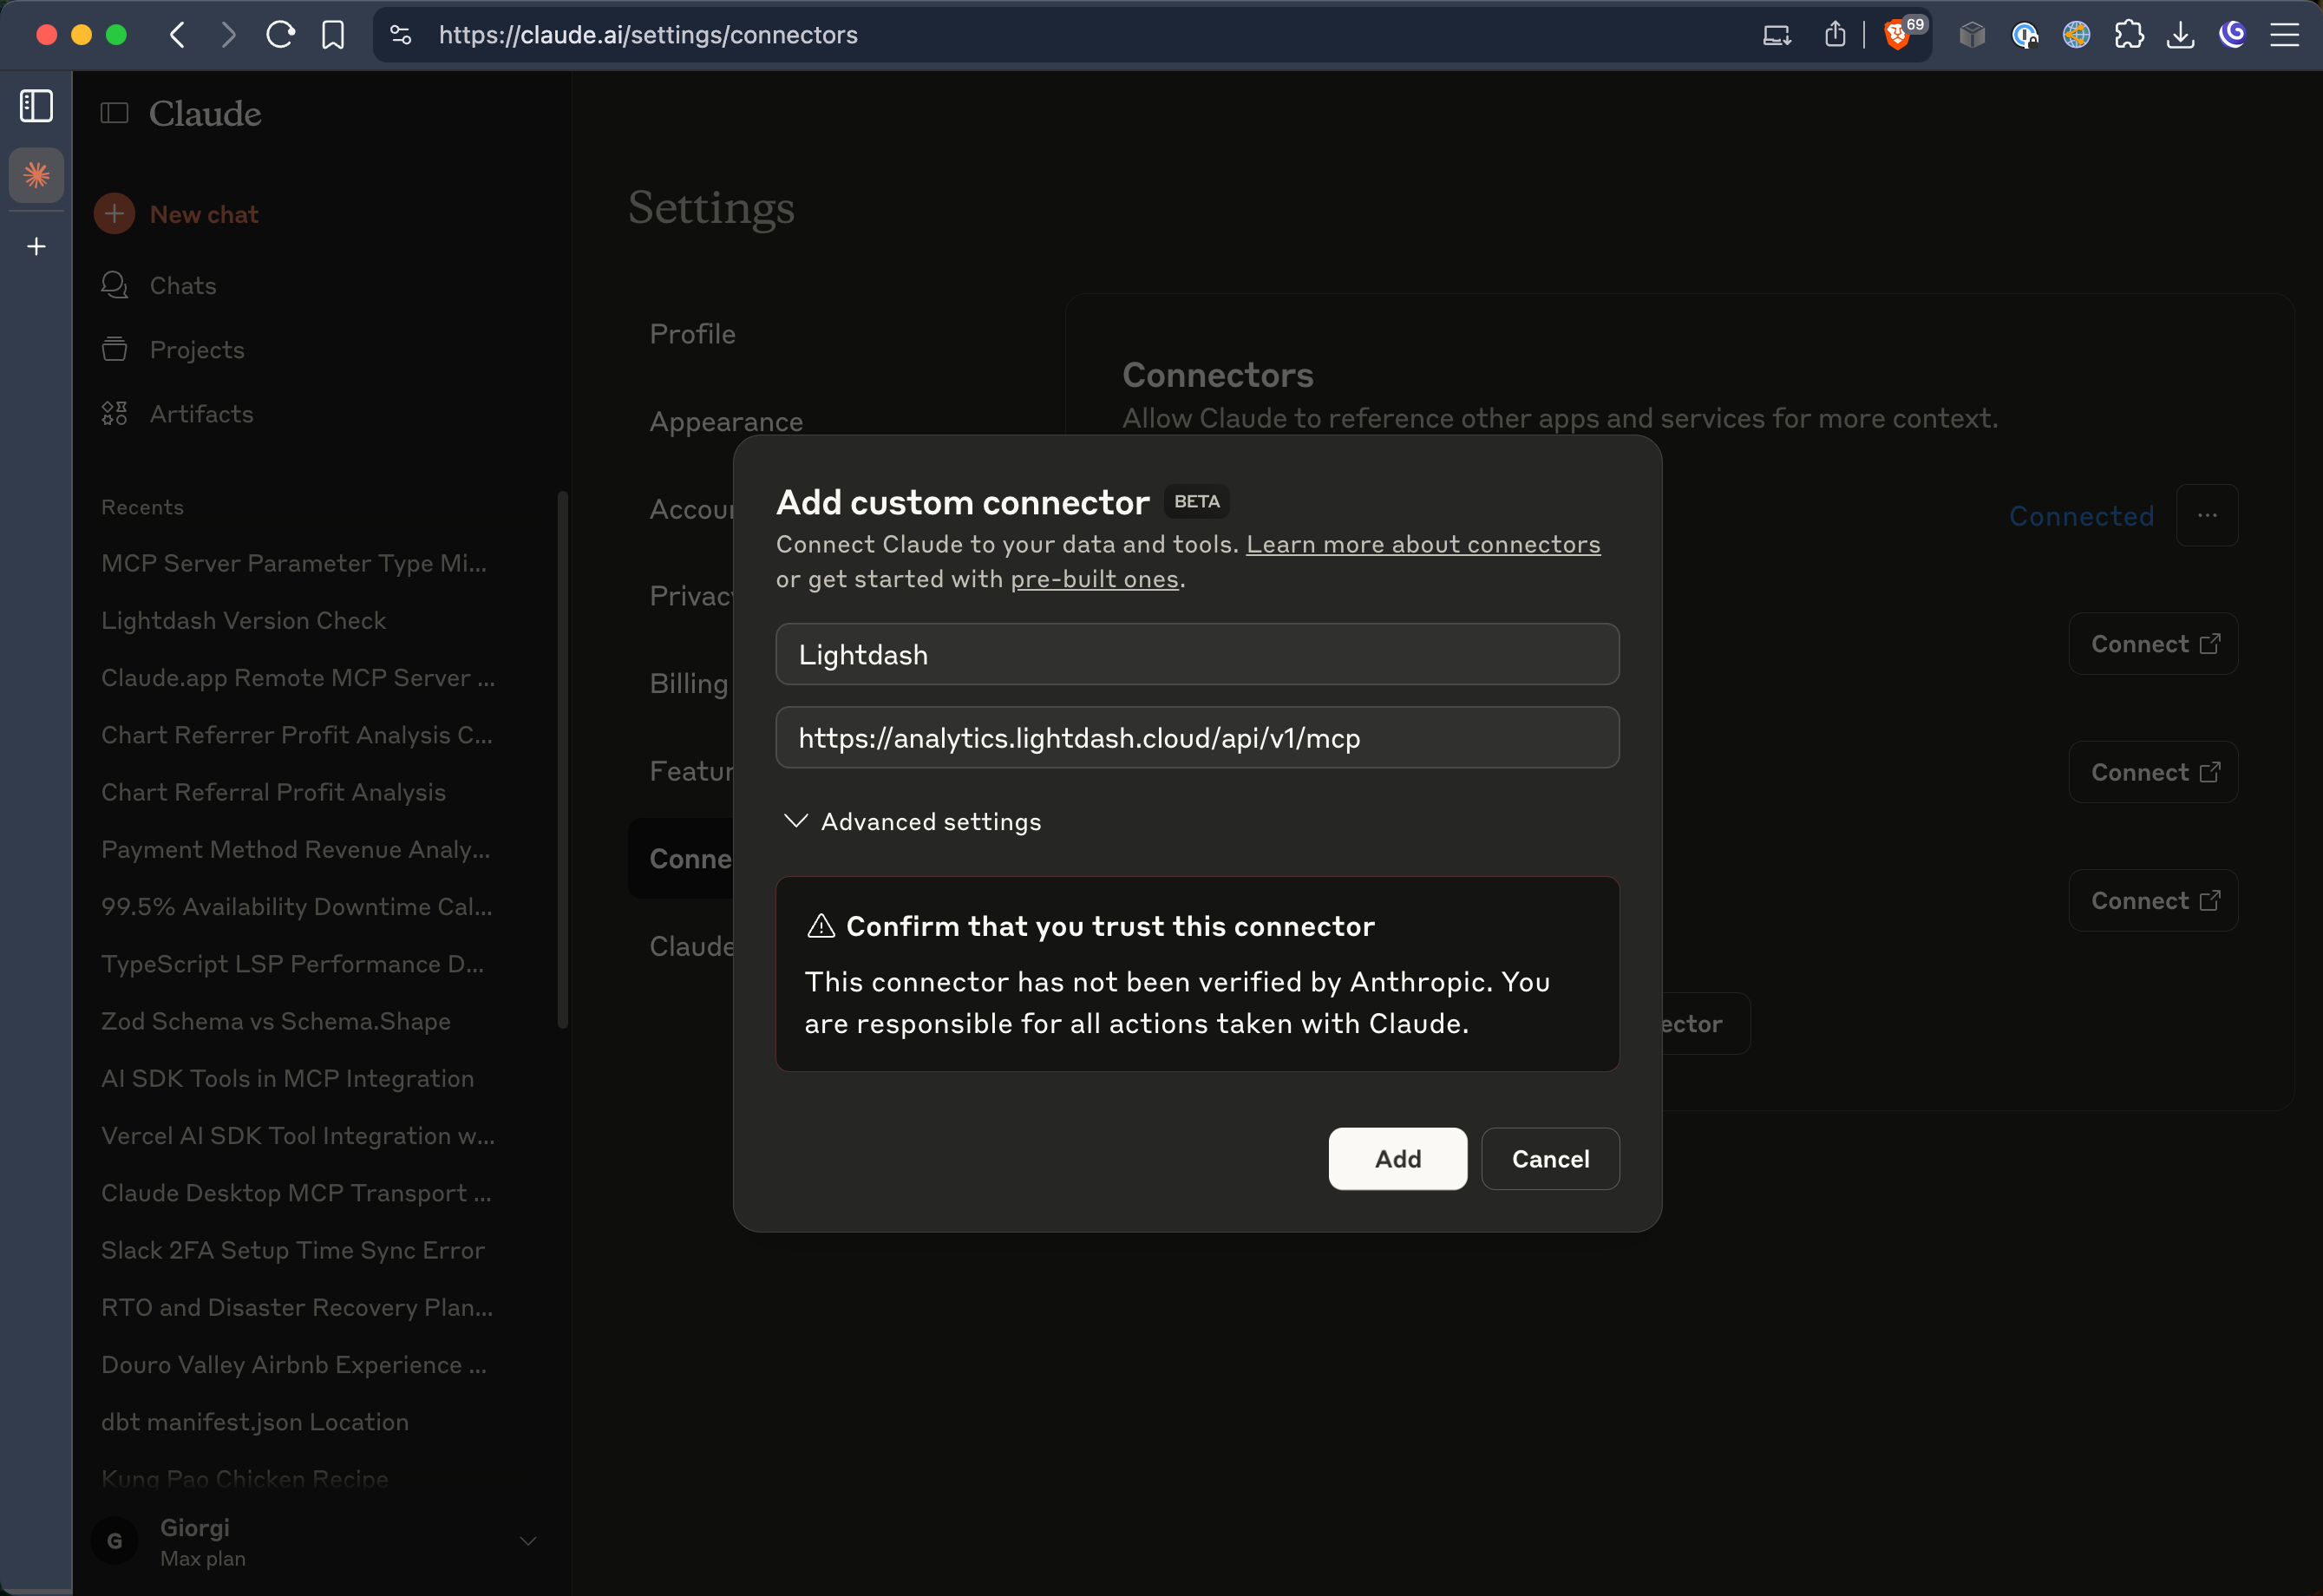 https://claude.ai/settings/connectors
69
Claude
New chat
Chats
Projects
Artifacts
Recents
MCP Server Parameter Type Mi...
Lightdash Version Check
Claude.app Remote MCP Server ...
Chart Referrer Profit Analysis C...
Chart Referral Profit Analysis
Payment Method Revenue Analy...
99.5% Availability Downtime Cal...
TypeScript LSP Performance D...
Zod Schema vs Schema.Shape
AI SDK Tools in MCP Integration
Vercel AI SDK Tool Integration w...
Claude Desktop MCP Transport ...
Slack 2FA Setup Time Sync Error
RTO and Disaster Recovery Plan...
Douro Valley Airbnb Experience ...
dbt manifest.json Location
Kung Pao Chicken Recipe
G
Giorgi
Max plan
Settings
Profile
Appearance
Accou
Privac
Billing
Featur
Conne
Claude
Connectors
Allow Claude to reference other apps and services for more context.
Connected
Connect
Connect
Connect
ector
Add custom connector BETA
Connect Claude to your data and tools. Learn more about connectors
or get started with pre-built ones.
Lightdash
https://analytics.lightdash.cloud/api/v1/mcp
Advanced settings
Confirm that you trust this connector
This connector has not been verified by Anthropic. You
are responsible for all actions taken with Claude.
Add
Cancel